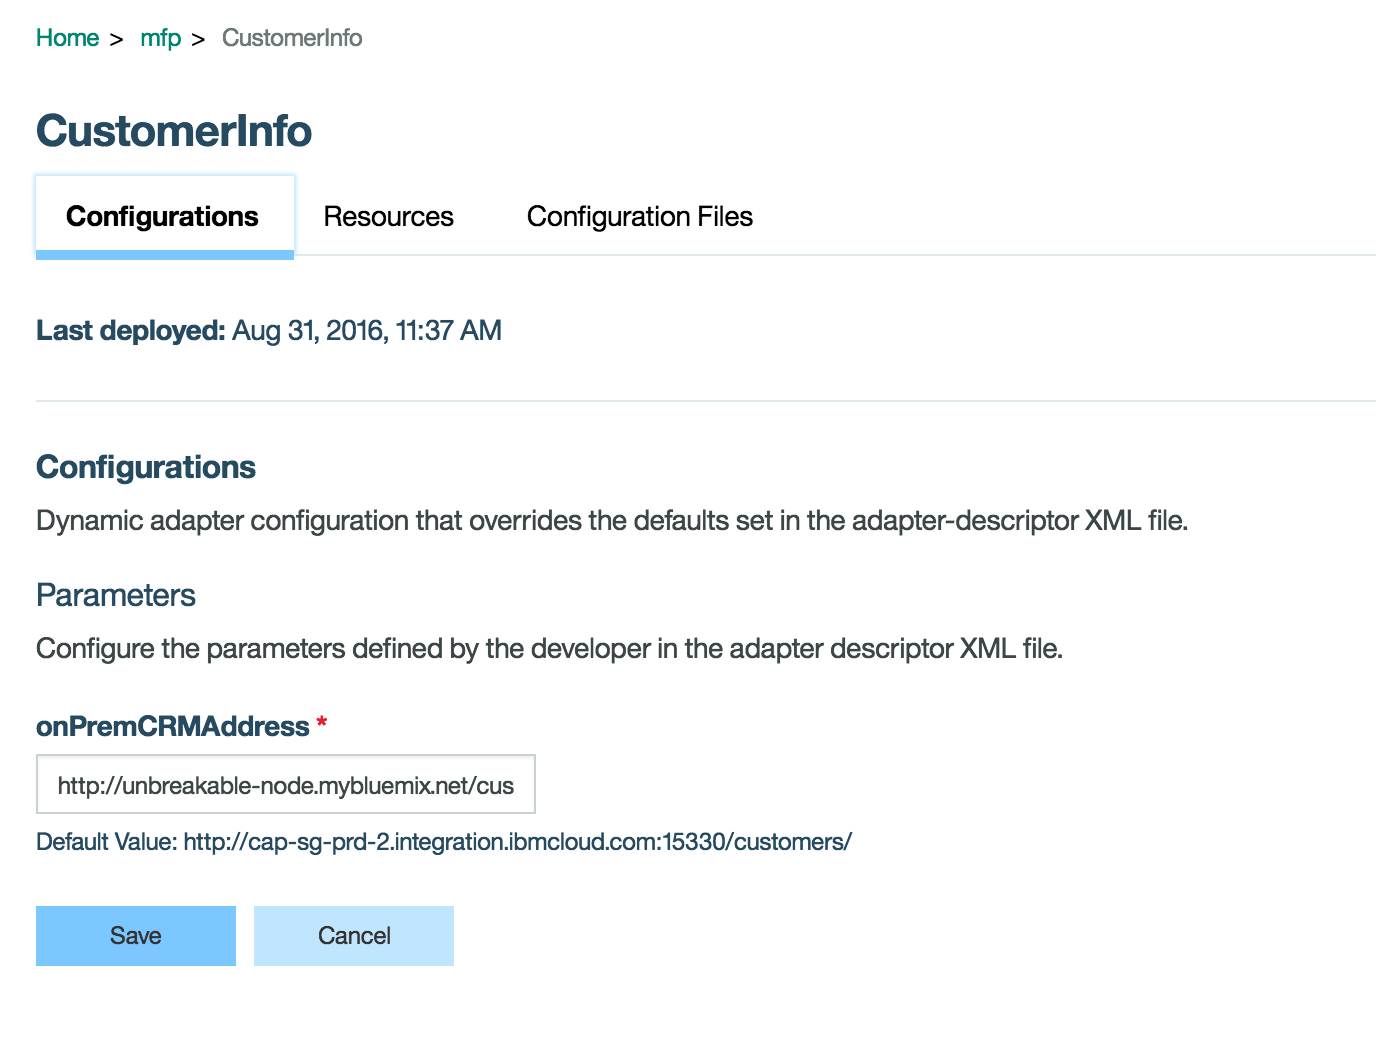 Home > mfp > CustomerInfo
CustomerInfo
Configurations Resources Configuration Files
Last deployed: Aug 31, 2016, 11:37 AM
Configurations
Dynamic adapter configuration that overrides the defaults set in the adapter-descriptor XML file.
Parameters
Configure the parameters defined by the developer in the adapter descriptor XML file.
onPremCRMAddress *
http://unbreakable-node.mybluemix.net/cus
Default Value: http://cap-sg-prd-2.integration.ibmcloud.com:15330/customers/
Save Cancel